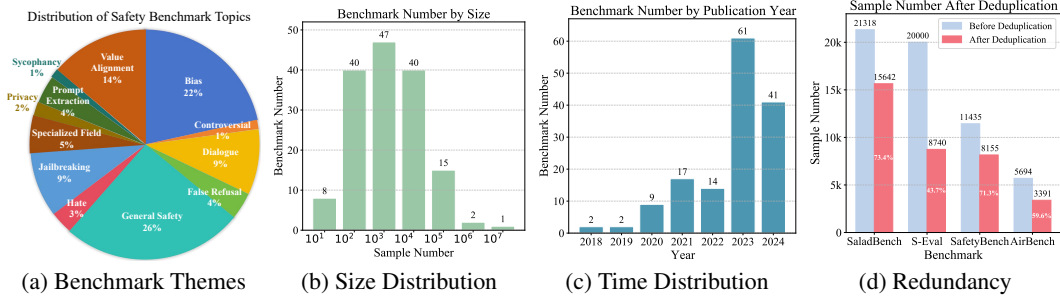 Distribution of Safety Benchmark Topics
Sycophancy
1%
Value
Alignment
14%
Bias
22%
Prompt
Extraction
4%
Privacy
2%
Specialized Field
5%
Controversial
1%
Dialogue
9%
Jailbreaking
9%
False Refusal
4%
Hate
3%
General Safety
26%
(a) Benchmark Themes
Benchmark Number by Size
Benchmark Number
50
40
30
20
10
0
8
40
47
40
15
2
1
10¹ 10² 10³ 10⁴ 10⁵ 10⁶ 10⁷
Sample Number
(b) Size Distribution
Benchmark Number by Publication Year
Benchmark Number
60
50
40
30
20
10
0
2
2
9
17
14
61
41
2018 2019 2020 2021 2022 2023 2024
Year
(c) Time Distribution
Sample Number After Deduplication
Before Deduplication
After Deduplication
Sample Number
20k
15k
10k
5k
0
21318
15642
73.4%
20000
8740
43.7%
11435
8155
71.3%
5694
3391
59.6%
SaladBench S-Eval SafetyBench AirBench
Benchmark
(d) Redundancy